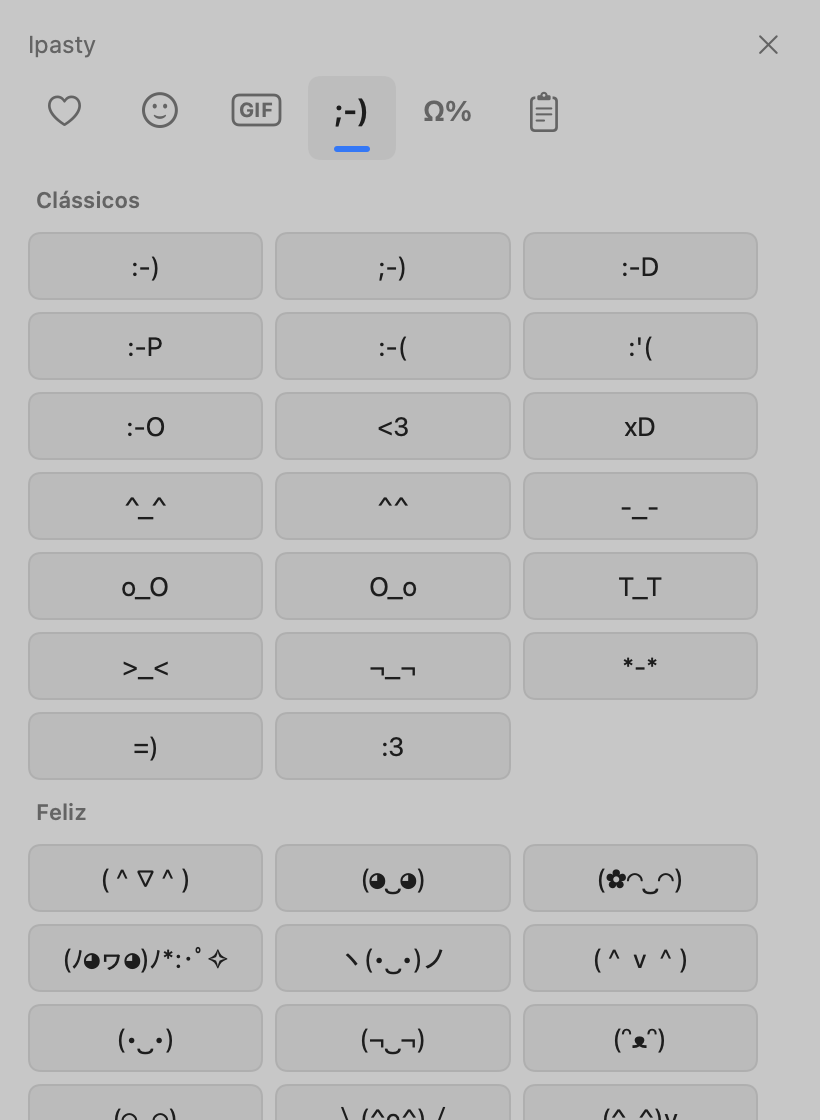 Ipasty
GIF ;-) Ω%
Clássicos
:-) ;-) :-D
:-P :-( :'(
:-O <3 xD
^_^ ^^ -_-
o_O O_o T_T
>_< ¬_¬ *-*
=) :3
Feliz
( ^ ∇ ^ ) (◕‿◕) (✿◠‿◠)
(ﾉ◕ヮ◕)ﾉ*:･ﾟ✧ ヽ(•‿•)ノ ( ^ v ^ )
(•‿•) (¬‿¬) (ᵔᴥᵔ)